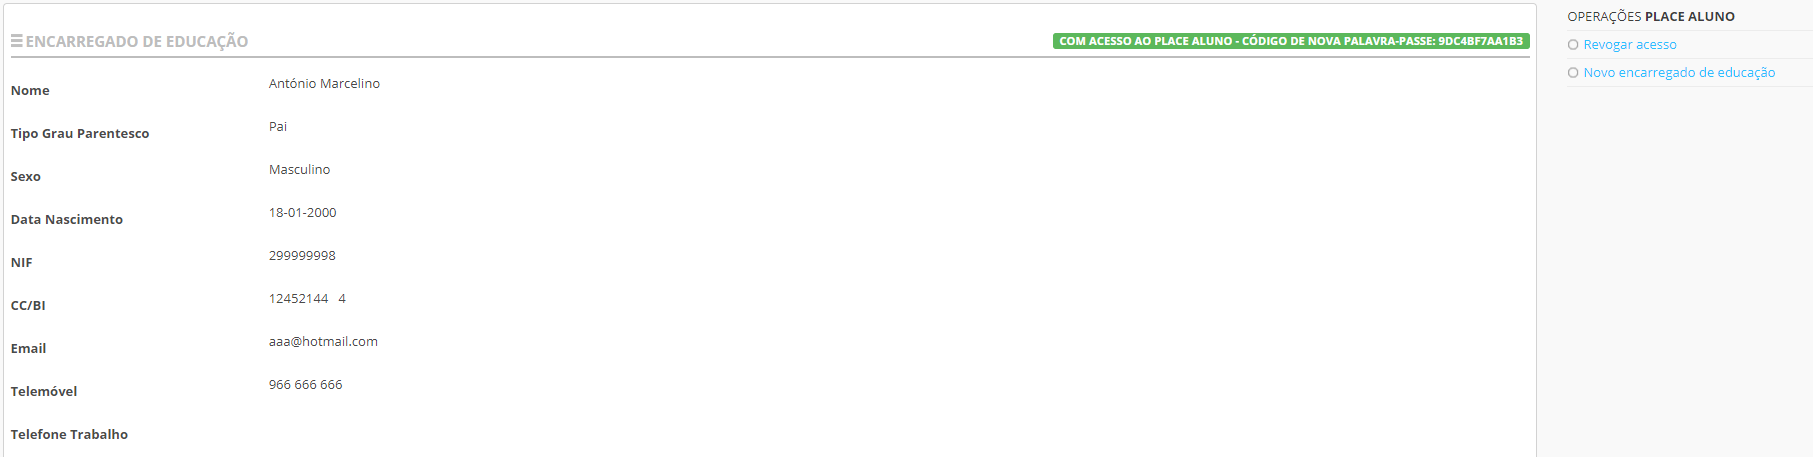 ENCARREGADO DE EDUCAÇÃO
COM ACESSO AO PLACE ALUNO - CÓDIGO DE NOVA PALAVRA-PASSE: 9DC4BF7AA1B3
Nome António Marcelino
Tipo Grau Parentesco Pai
Sexo Masculino
Data Nascimento 18-01-2000
NIF 299999998
CC/BI 12452144 4
Email aaa@hotmail.com
Telemóvel 966 666 666
Telefone Trabalho
OPERAÇÕES PLACE ALUNO
Revogar acesso
Novo encarregado de educação